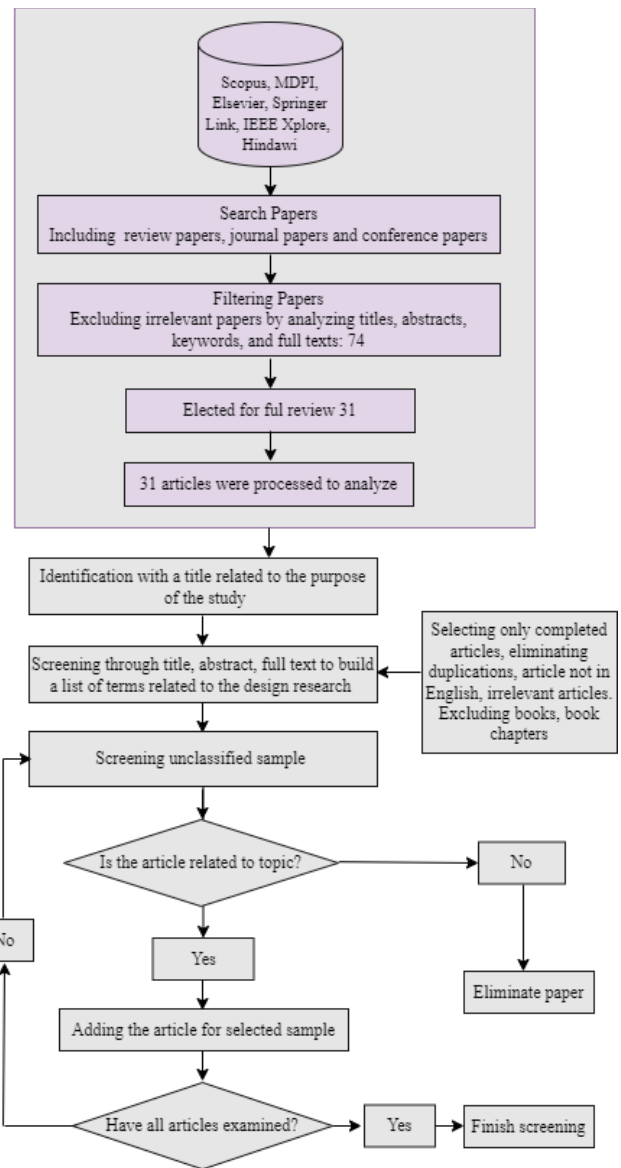 Scopus, MDPI,
Elsevier, Springer
Link, IEEE Xplore,
Hindawi
Search Papers
Including review papers, journal papers and conference papers
Filtering Papers
Excluding irrelevant papers by analyzing titles, abstracts,
keywords, and full texts: 74
Elected for ful review 31
31 articles were processed to analyze
Identification with a title related to the purpose
of the study
Screening through title, abstract, full text to build
a list of terms related to the design research
Selecting only completed
articles, eliminating
duplications, article not in
English, irrelevant articles.
Excluding books, book
chapters
Screening unclassified sample
Is the article related to topic?
No
Yes
No
Eliminate paper
Adding the article for selected sample
Have all articles examined?
Yes
Finish screening